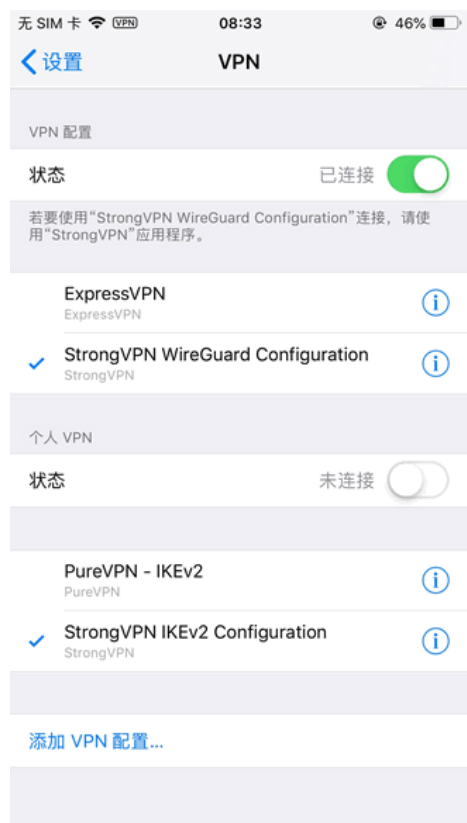 无 SIM 卡 VPN 08:33 46%
设置 VPN
VPN 配置
状态 已连接
若要使用“StrongVPN WireGuard Configuration”连接，请使
用“StrongVPN”应用程序。
ExpressVPN
ExpressVPN
StrongVPN WireGuard Configuration
StrongVPN
个人 VPN
状态 未连接
PureVPN - IKEv2
PureVPN
StrongVPN IKEv2 Configuration
StrongVPN
添加 VPN 配置...